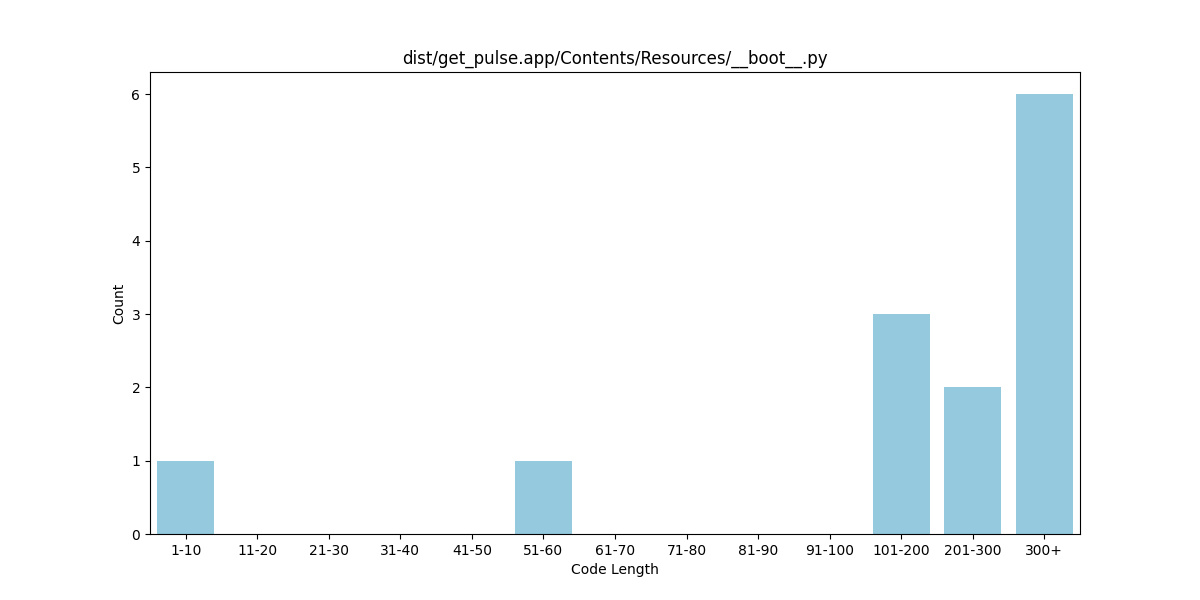 dist/get_pulse.app/Contents/Resources/__boot__.py
6
5
4
3
2
1
0
Count
1-10 11-20 21-30 31-40 41-50 51-60 61-70 71-80 81-90 91-100 101-200 201-300 300+
Code Length